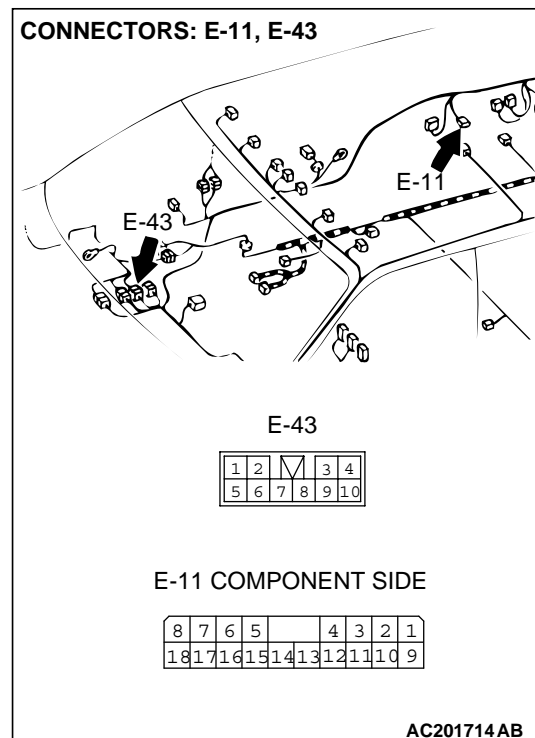 CONNECTORS: E-11, E-43
E-11
E-43
E-43
1 2 3 4
5 6 7 8 9 10
E-11 COMPONENT SIDE
8 7 6 5 4 3 2 1
18 17 16 15 14 13 12 11 10 9
AC201714AB